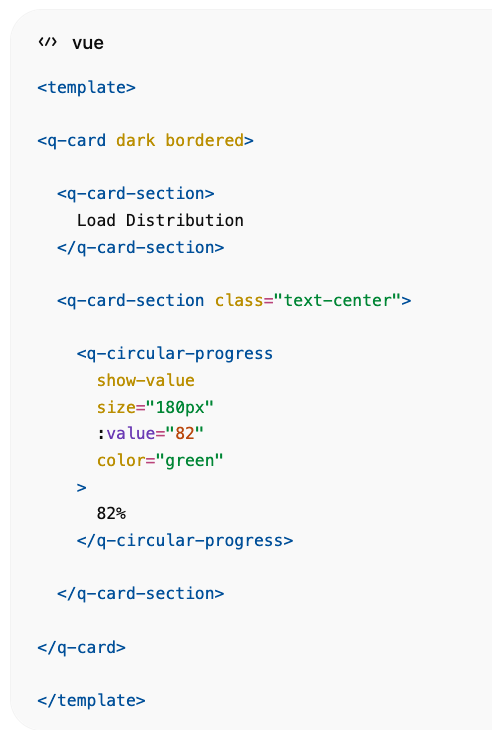 </> vue
<template>
<q-card dark bordered>
<q-card-section>
Load Distribution
</q-card-section>
<q-card-section class="text-center">
<q-circular-progress
show-value
size="180px"
:value="82"
color="green"
>
82%
</q-circular-progress>
</q-card-section>
</q-card>
</template>